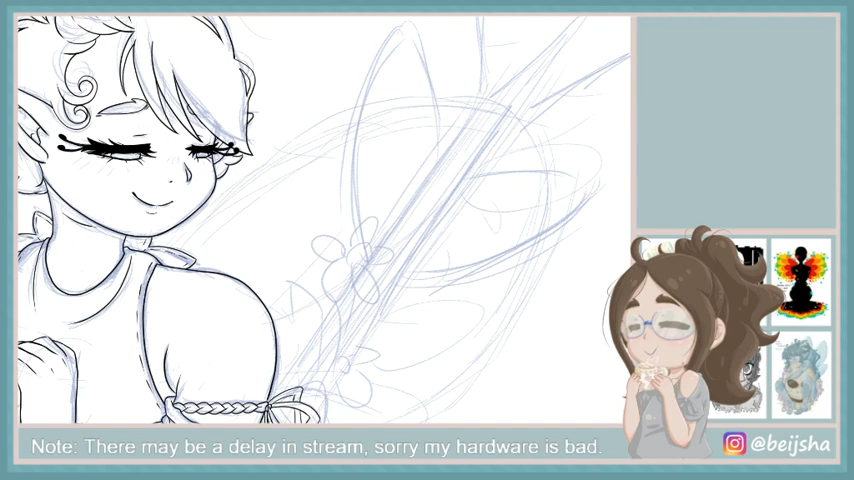 Note: There may be a delay in stream, sorry my hardware is bad.
@beijsha